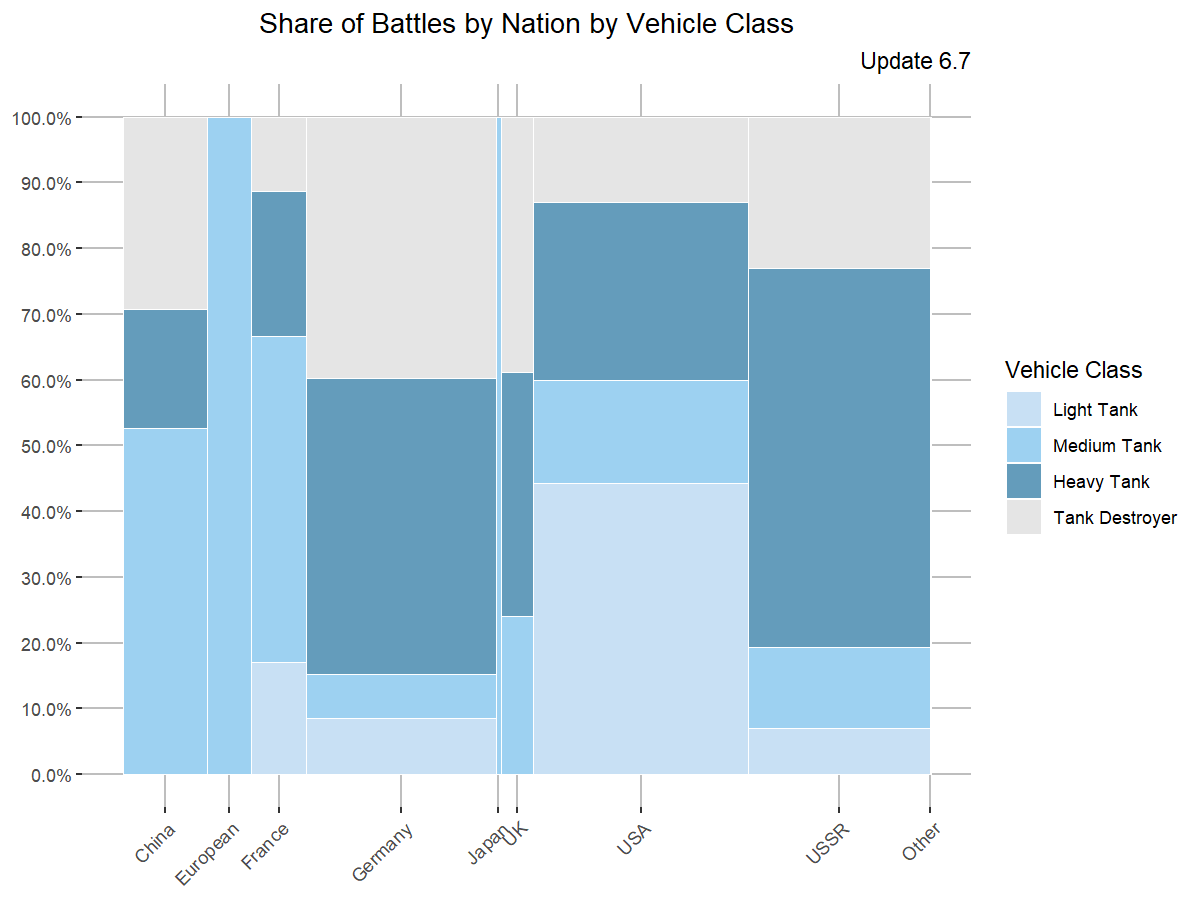 Share of Battles by Nation by Vehicle Class
Update 6.7
100.0%
90.0%
80.0%
70.0%
60.0%
50.0%
40.0%
30.0%
20.0%
10.0%
0.0%
China
European
France
Germany
Japan
UK
USA
USSR
Other
Vehicle Class
Light Tank
Medium Tank
Heavy Tank
Tank Destroyer